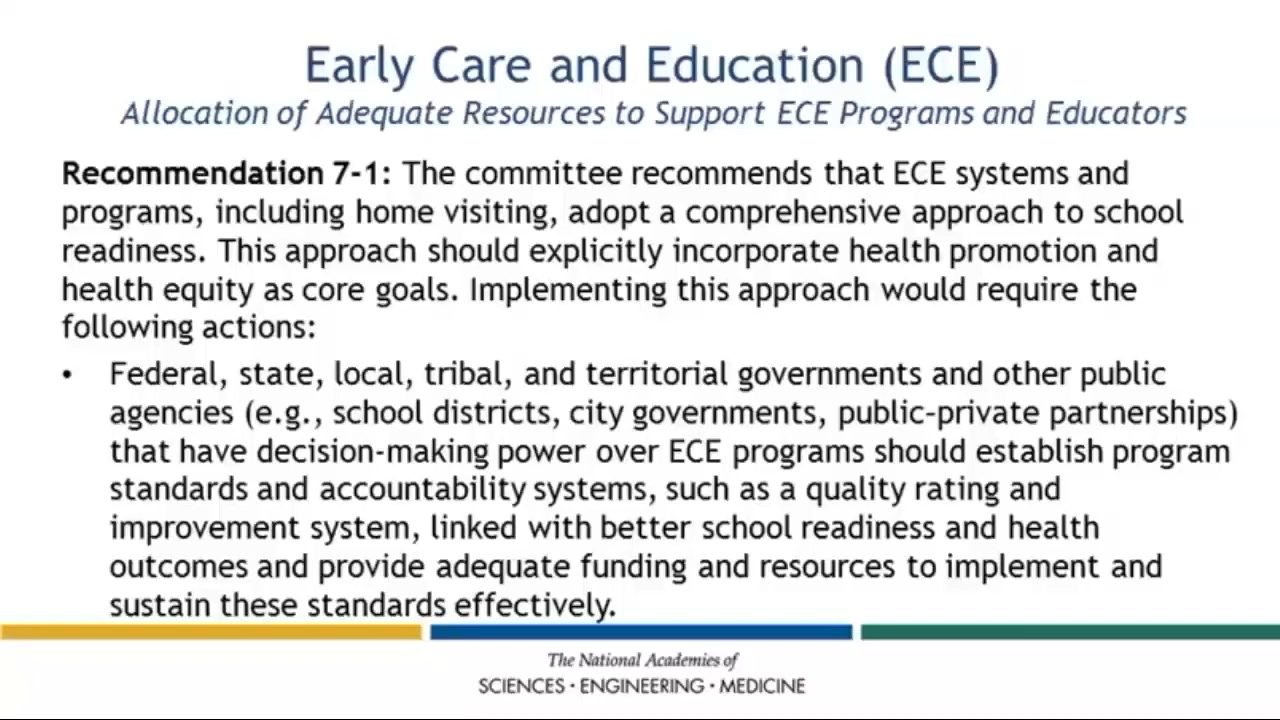 Early Care and Education (ECE)
Allocation of Adequate Resources to Support ECE Programs and Educators
Recommendation 7-1: The committee recommends that ECE systems and
programs, including home visiting, adopt a comprehensive approach to school
readiness. This approach should explicitly incorporate health promotion and
health equity as core goals. Implementing this approach would require the
following actions:
• Federal, state, local, tribal, and territorial governments and other public
agencies (e.g., school districts, city governments, public-private partnerships)
that have decision-making power over ECE programs should establish program
standards and accountability systems, such as a quality rating and
improvement system, linked with better school readiness and health
outcomes and provide adequate funding and resources to implement and
sustain these standards effectively.
The National Academies of
SCIENCES · ENGINEERING · MEDICINE